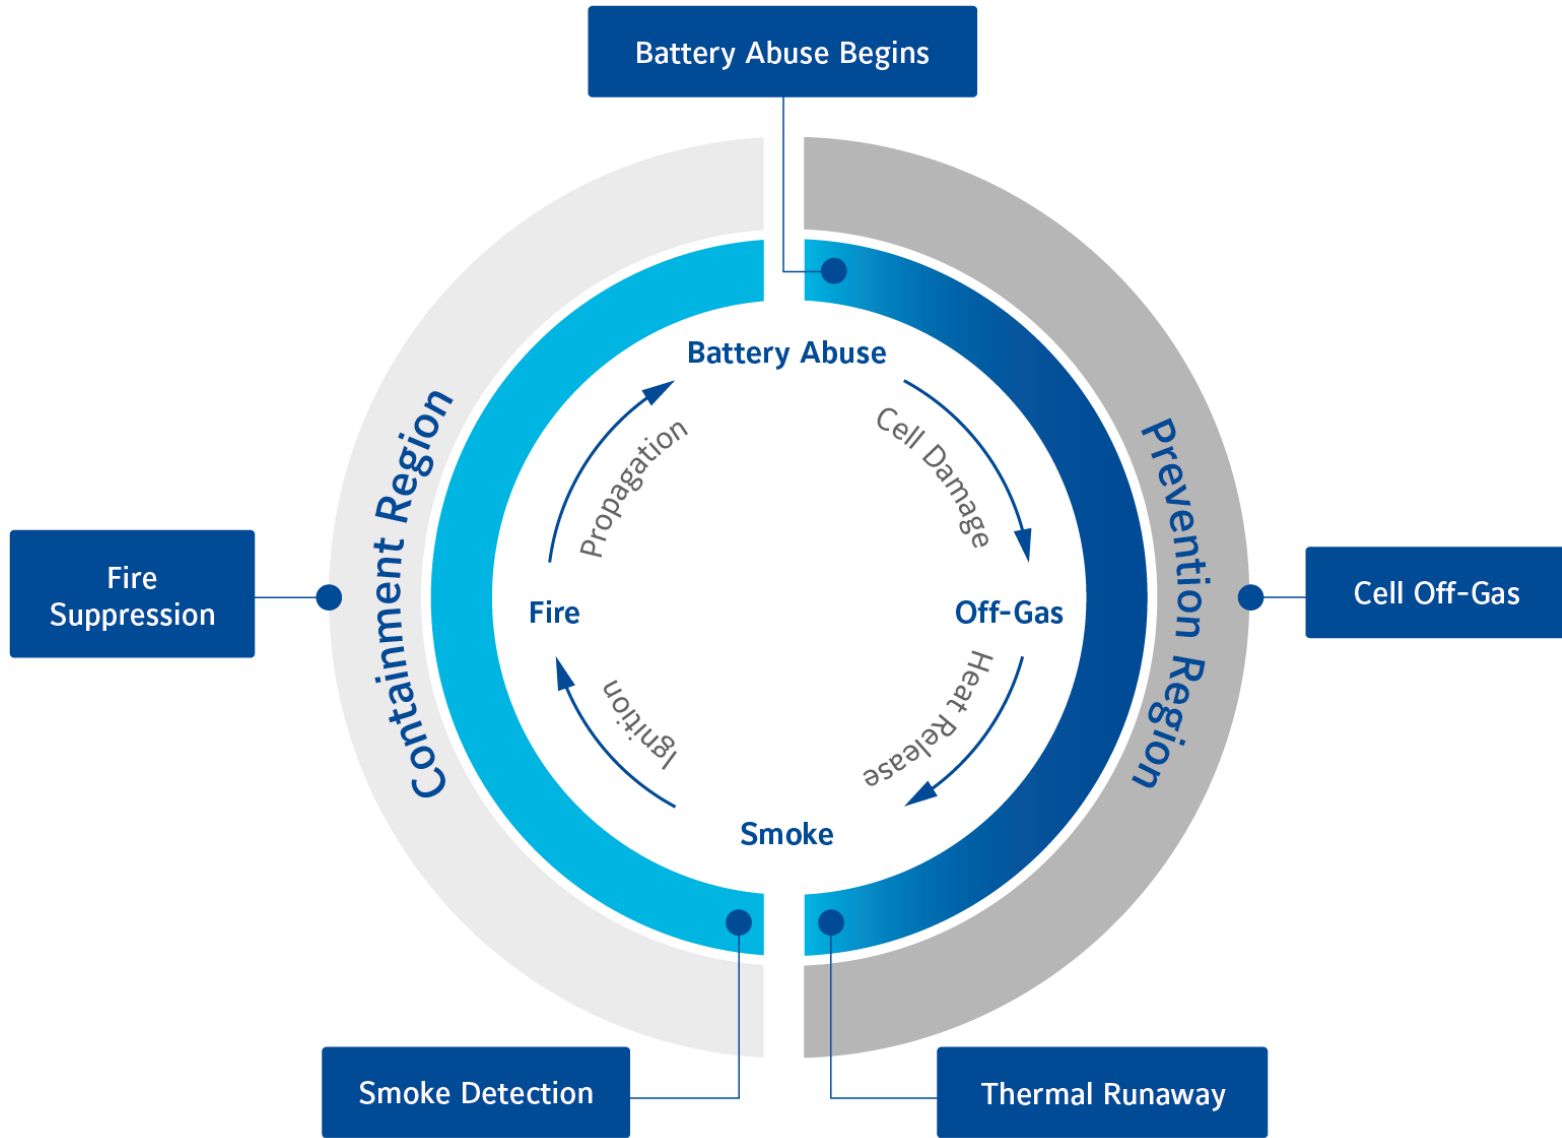 Battery Abuse Begins
Battery Abuse
Cell Damage
Propagation
Containment Region
Prevention Region
Fire
Suppression
Fire
Off-Gas
Cell Off-Gas
Heat Release
Ignition
Smoke
Smoke Detection
Thermal Runaway